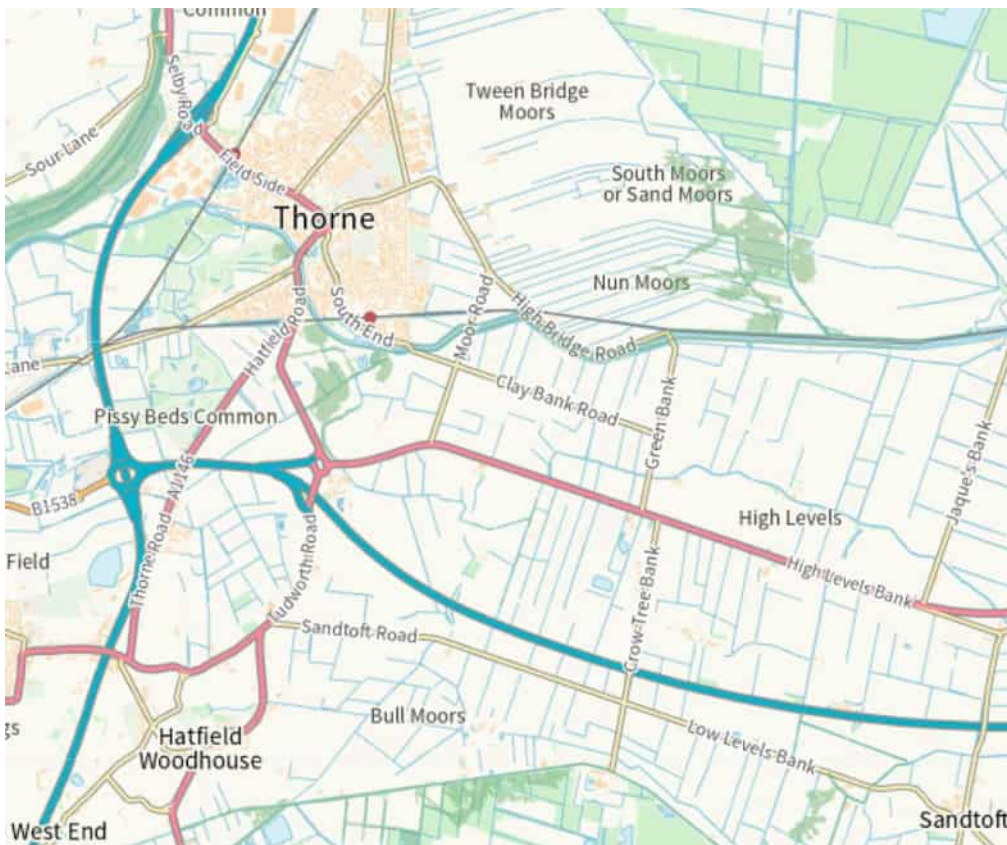 Common
Selby Road
Sour Lane
Field Side
Thorne
Tween Bridge
Moors
South Moors
or Sand Moors
Nun Moors
South End
Moor Road
High Bridge Road
Hatfield Road
ane
Clay Bank Road
Green Bank
Pissy Beds Common
Jaque's Bank
B1538
A1146
Thorne Road
High Levels
Field
Tudworth Road
High Levels Bank
Crow Tree Bank
Sandtoft Road
Bull Moors
gs
Hatfield
Woodhouse
Low Levels Bank
West End
Sandtoft